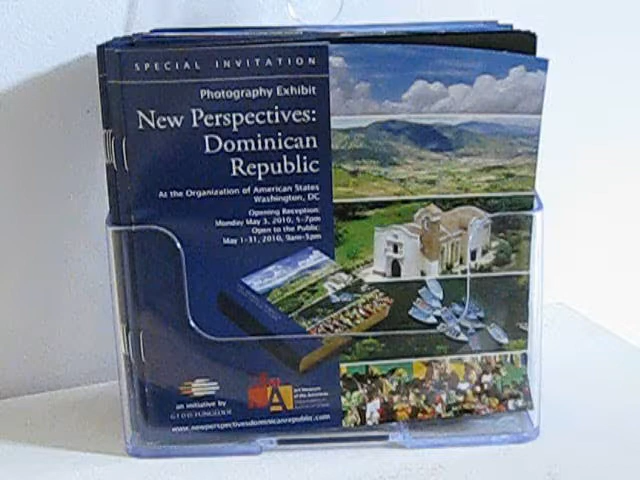 SPECIAL INVITATION
Photography Exhibit
New Perspectives:
Dominican
Republic
At the Organization of American States
Washington, DC
Opening Reception:
Monday May 3, 2010, 5-7pm
Open to the Public:
May 1-31, 2010, 9am-5pm
an initiative by
Art Museum
of the Americas
www.newperspectivesdominicanrepublic.com